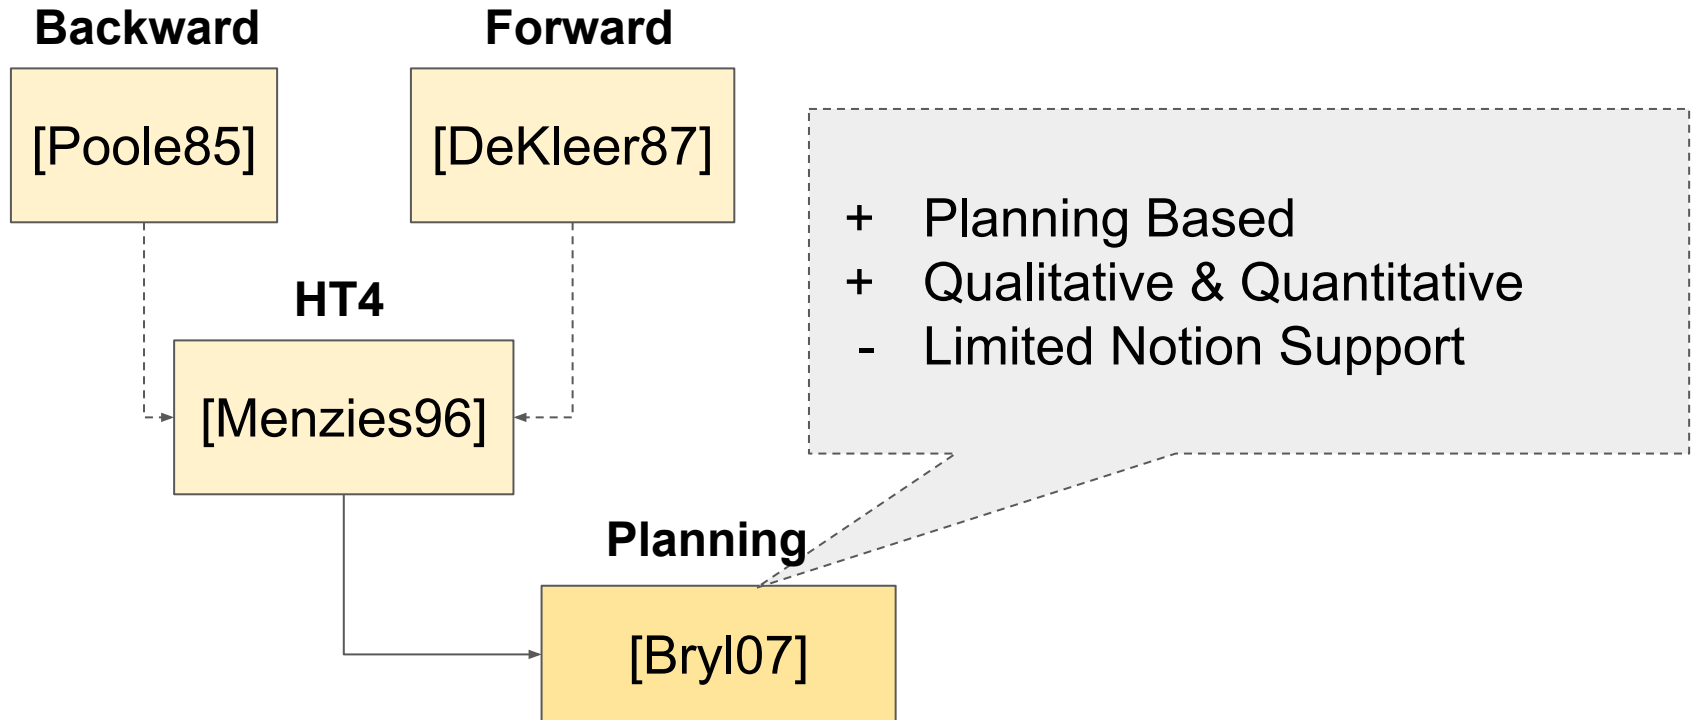 Backward
Forward
[Poole85]
[DeKleer87]
+ Planning Based
+ Qualitative & Quantitative
- Limited Notion Support
HT4
[Menzies96]
Planning
[Bryl07]